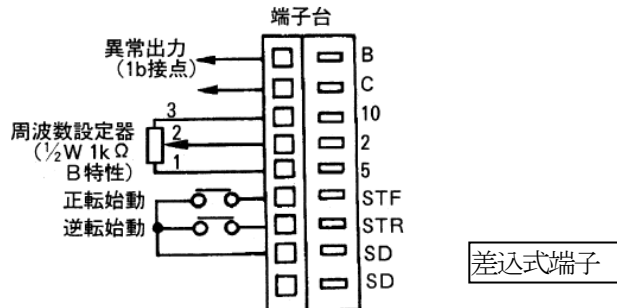 端子台
異常出力
(1b接点)
B
C
3
10
周波数設定器
2
2
(½W 1kΩ
1
5
B特性)
正転始動
STF
逆転始動
STR
SD
SD
差込式端子